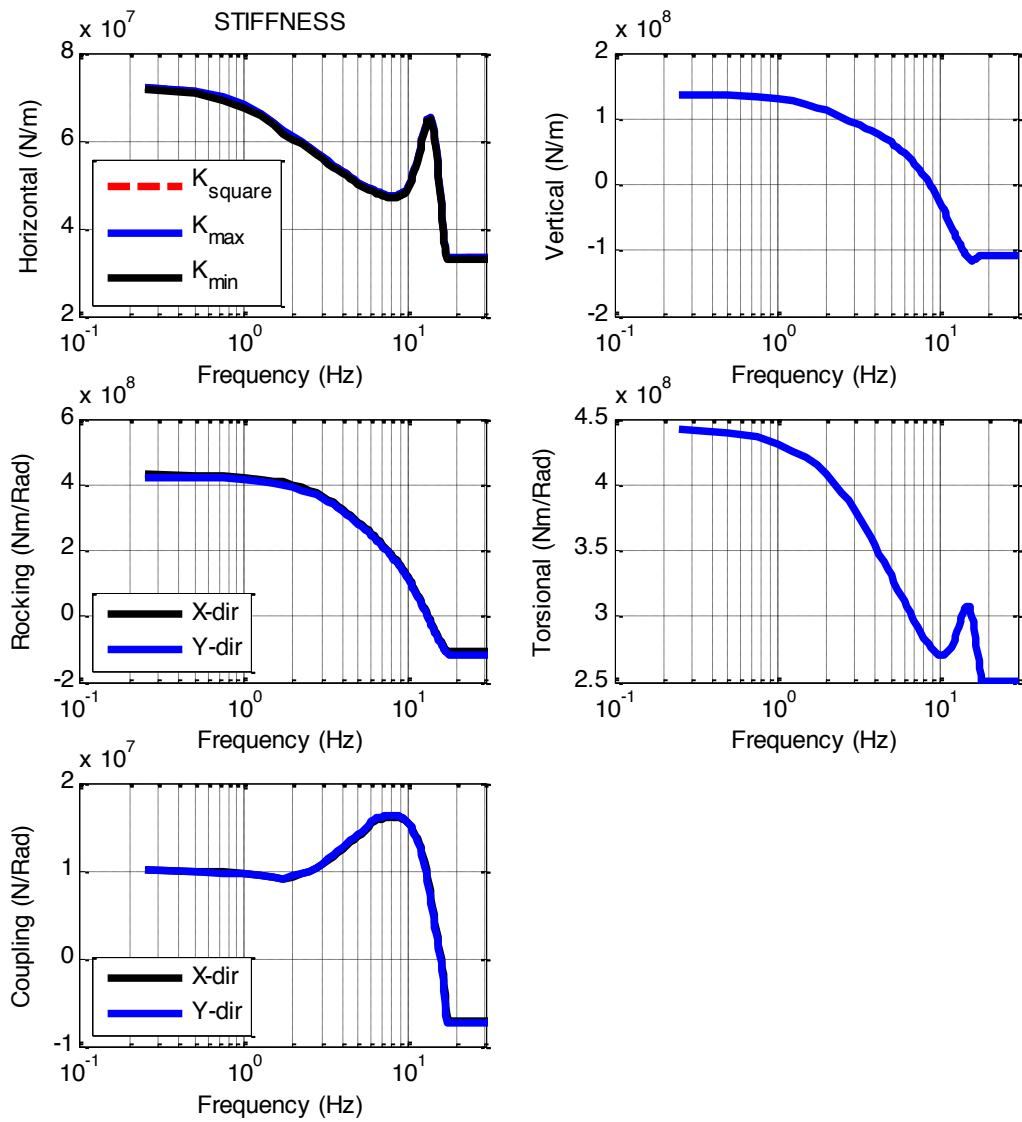 STIFFNESS
x 10^7
8
6
4
2
Horizontal (N/m)
K_square
K_max
K_min
10^-1
10^0
10^1
Frequency (Hz)
x 10^8
2
1
0
-1
-2
Vertical (N/m)
10^-1
10^0
10^1
Frequency (Hz)
x 10^8
6
4
2
0
-2
Rocking (Nm/Rad)
X-dir
Y-dir
10^-1
10^0
10^1
Frequency (Hz)
x 10^8
4.5
4
3.5
3
2.5
Torsional (Nm/Rad)
10^-1
10^0
10^1
Frequency (Hz)
x 10^7
2
1
0
-1
Coupling (N/Rad)
X-dir
Y-dir
10^-1
10^0
10^1
Frequency (Hz)